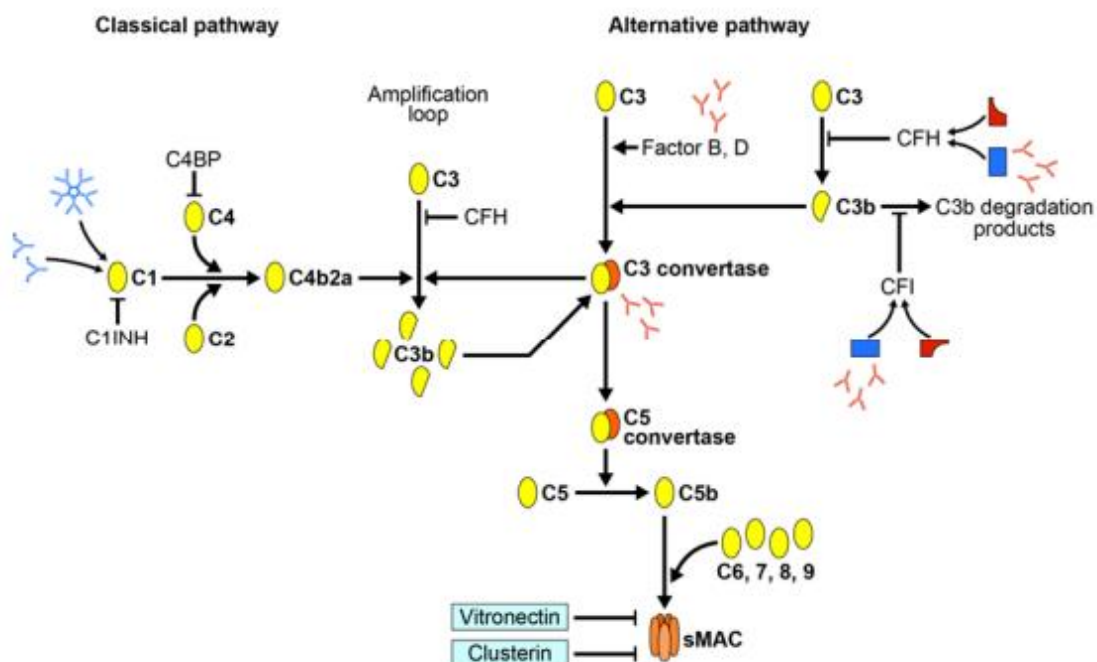 Classical pathway
Alternative pathway
Amplification
loop
C3
C3
C3
Factor B, D
CFH
C4BP
C4
CFH
C3b
C3b degradation
products
C1
C4b2a
C3 convertase
C1INH
C2
C3b
CFI
C5
convertase
C5
C5b
C6, 7, 8, 9
Vitronectin
sMAC
Clusterin